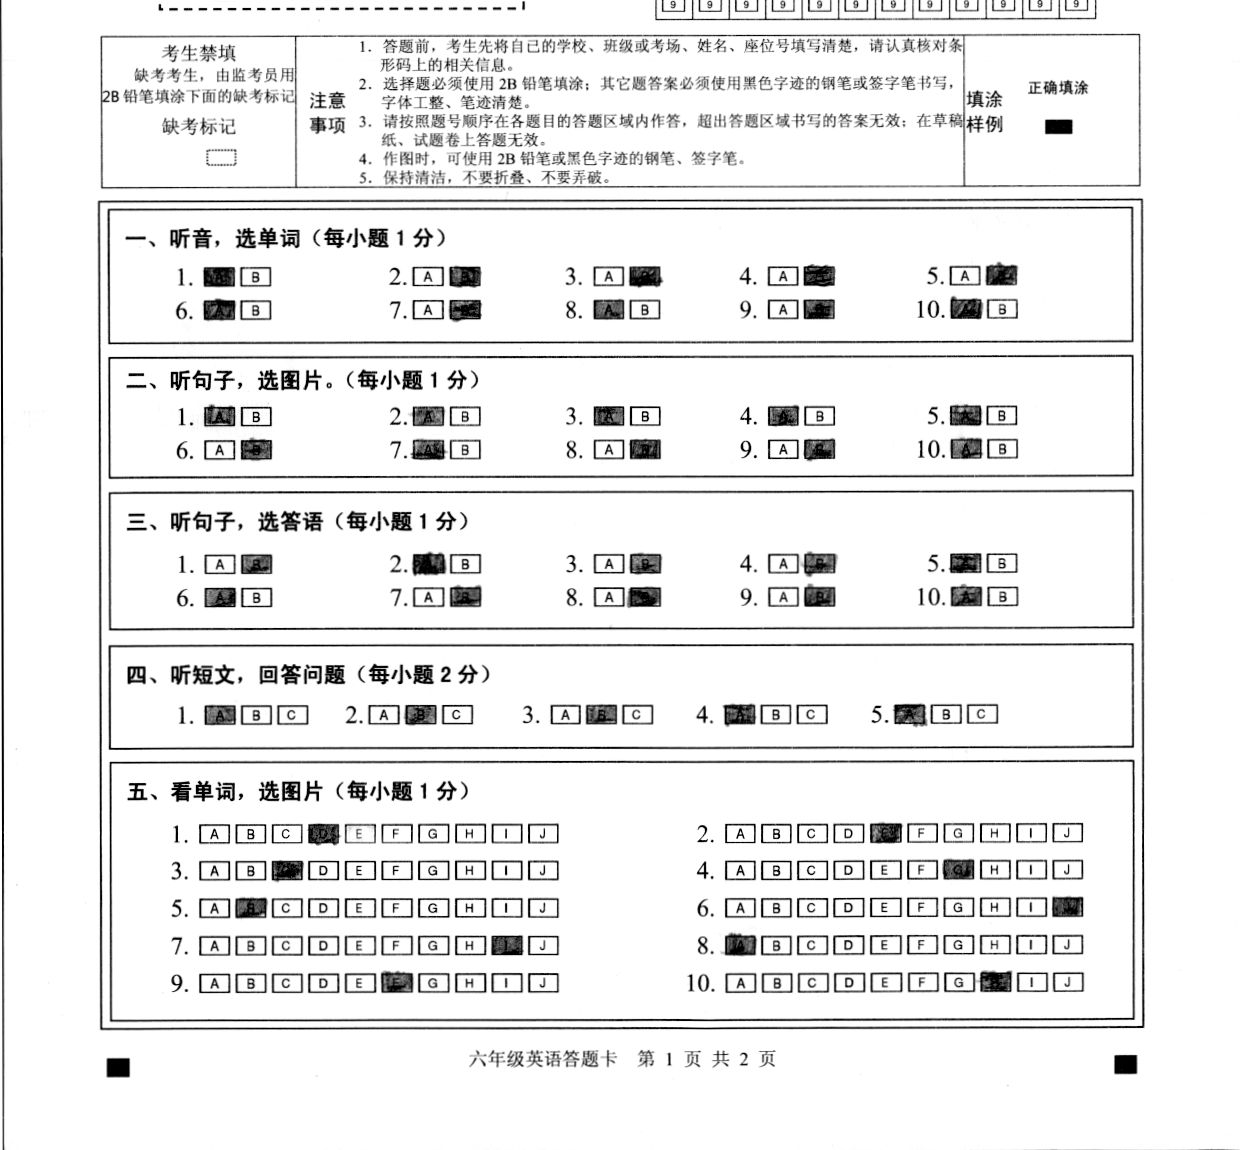 9 9 9 9 9 9 9 9 9 9 9 9
考生禁填
缺考考生，由监考员用
2B 铅笔填涂下面的缺考标记
缺考标记
注意
事项
1．答题前，考生先将自己的学校、班级或考场、姓名、座位号填写清楚，请认真核对条
形码上的相关信息。
2．选择题必须使用 2B 铅笔填涂；其它题答案必须使用黑色字迹的钢笔或签字笔书写，
字体工整、笔迹清楚。
3．请按照题号顺序在各题目的答题区域内作答，超出答题区域书写的答案无效；在草稿
纸、试题卷上答题无效。
4．作图时，可使用 2B 铅笔或黑色字迹的钢笔、签字笔。
5．保持清洁，不要折叠、不要弄破。
填涂
样例
正确填涂
一、听音，选单词（每小题 1 分）
1. A B 2. A B 3. A B 4. A B 5. A B
6. A B 7. A B 8. A B 9. A B 10. A B
二、听句子，选图片。（每小题 1 分）
1. A B 2. A B 3. A B 4. A B 5. A B
6. A B 7. A B 8. A B 9. A B 10. A B
三、听句子，选答语（每小题 1 分）
1. A B 2. A B 3. A B 4. A B 5. A B
6. A B 7. A B 8. A B 9. A B 10. A B
四、听短文，回答问题（每小题 2 分）
1. A B C 2. A B C 3. A B C 4. A B C 5. A B C
五、看单词，选图片（每小题 1 分）
1. A B C D E F G H I J 2. A B C D E F G H I J
3. A B C D E F G H I J 4. A B C D E F G H I J
5. A B C D E F G H I J 6. A B C D E F G H I J
7. A B C D E F G H I J 8. A B C D E F G H I J
9. A B C D E F G H I J 10. A B C D E F G H I J
六年级英语答题卡 第 1 页 共 2 页